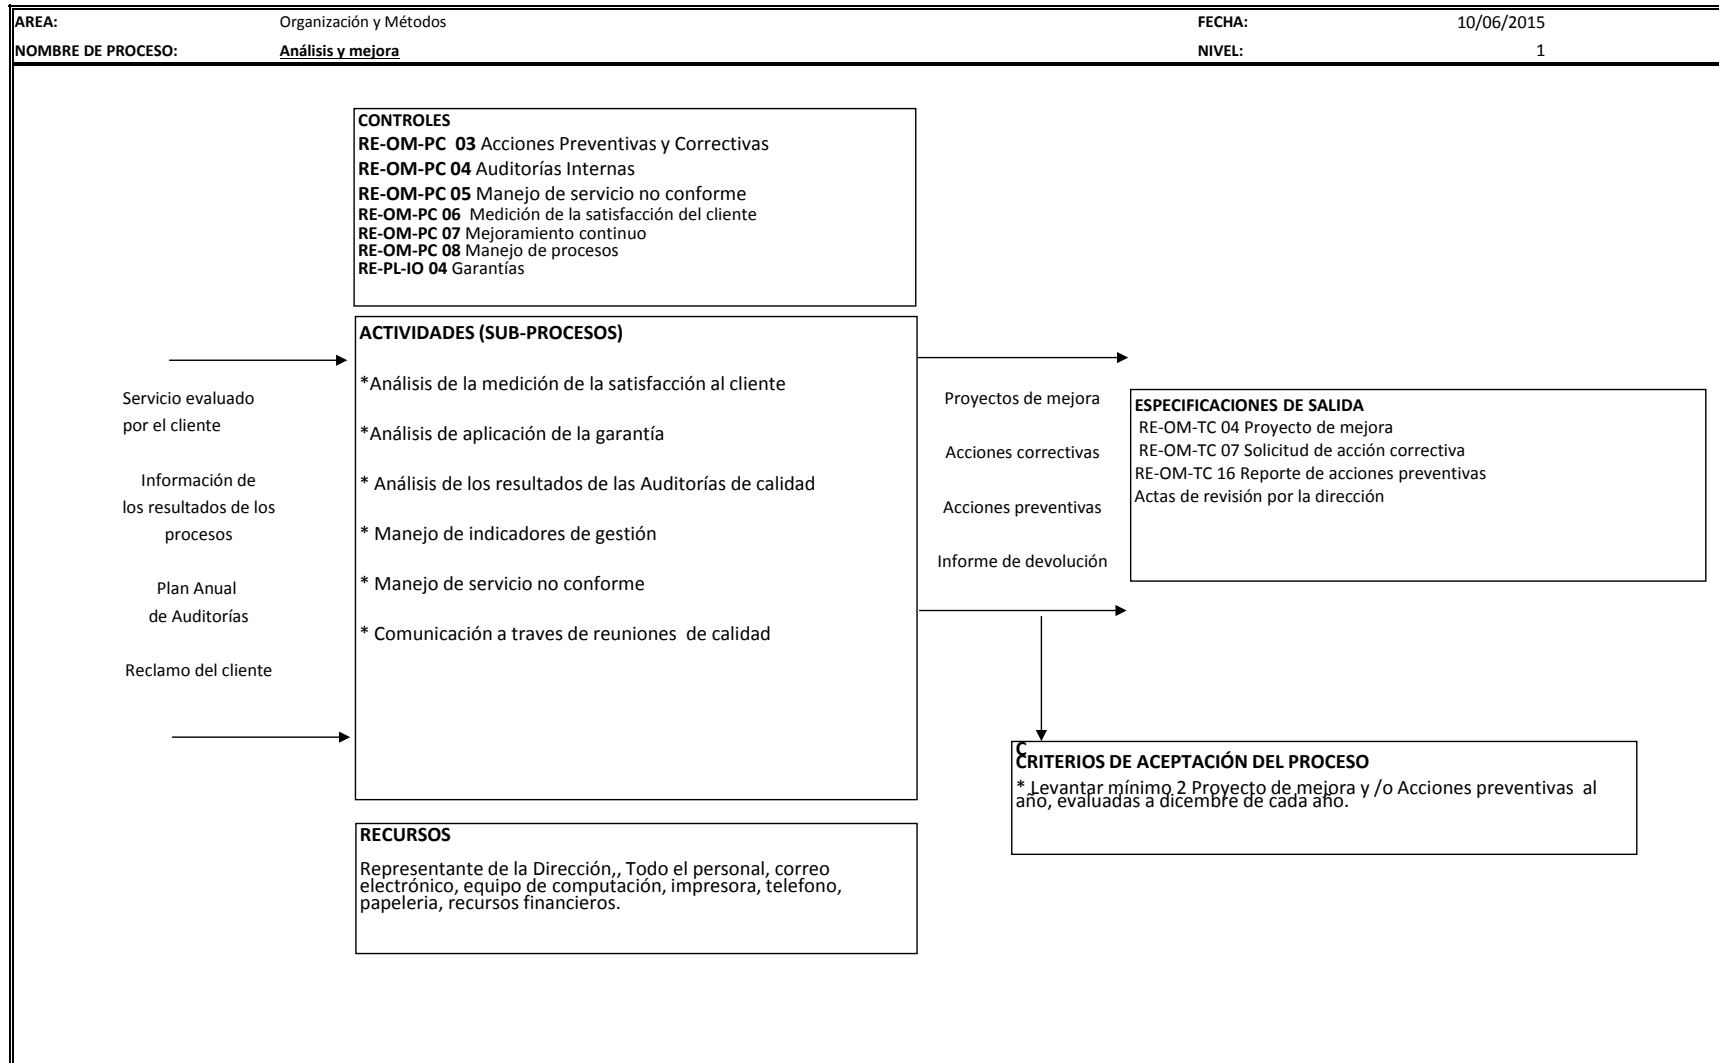 AREA: Organización y Métodos FECHA: 10/06/2015
NOMBRE DE PROCESO: Análisis y mejora NIVEL: 1
CONTROLES
RE-OM-PC  03 Acciones Preventivas y Correctivas
RE-OM-PC 04 Auditorías Internas
RE-OM-PC 05 Manejo de servicio no conforme
RE-OM-PC 06  Medición de la satisfacción del cliente
RE-OM-PC 07 Mejoramiento continuo
RE-OM-PC 08 Manejo de procesos
RE-PL-IO 04 Garantías
Servicio evaluado
por el cliente
Información de
los resultados de los
procesos
Plan Anual
de Auditorías
Reclamo del cliente
ACTIVIDADES (SUB-PROCESOS)
*Análisis de la medición de la satisfacción al cliente
*Análisis de aplicación de la garantía
* Análisis de los resultados de las Auditorías de calidad
* Manejo de indicadores de gestión
* Manejo de servicio no conforme
* Comunicación a traves de reuniones  de calidad
Proyectos de mejora
Acciones correctivas
Acciones preventivas
Informe de devolución
ESPECIFICACIONES DE SALIDA
RE-OM-TC 04 Proyecto de mejora
RE-OM-TC 07 Solicitud de acción correctiva
RE-OM-TC 16 Reporte de acciones preventivas
Actas de revisión por la dirección
C
CRITERIOS DE ACEPTACIÓN DEL PROCESO
* Levantar mínimo 2 Proyecto de mejora y /o Acciones preventivas  al
año, evaluadas a dicembre de cada año.
RECURSOS
Representante de la Dirección,, Todo el personal, correo
electrónico, equipo de computación, impresora, telefono,
papeleria, recursos financieros.